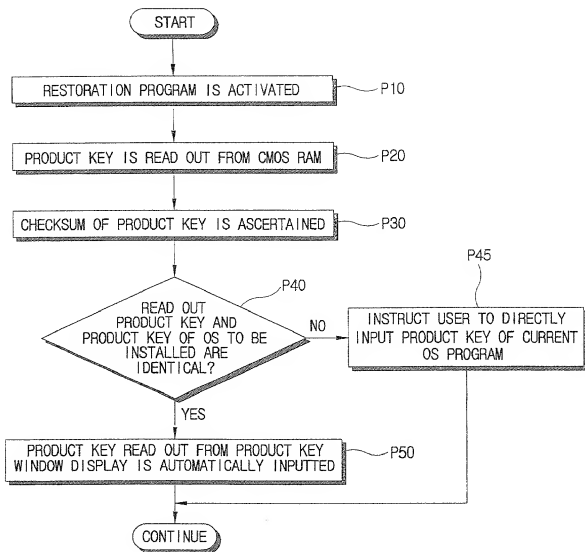 START
RESTORATION PROGRAM IS ACTIVATED
P10
PRODUCT KEY IS READ OUT FROM CMOS RAM
P20
CHECKSUM OF PRODUCT KEY IS ASCERTAINED
P30
P40
READ OUT
PRODUCT KEY AND
PRODUCT KEY OF OS TO BE
INSTALLED ARE
IDENTICAL?
NO
P45
INSTRUCT USER TO DIRECTLY
INPUT PRODUCT KEY OF CURRENT
OS PROGRAM
YES
PRODUCT KEY READ OUT FROM PRODUCT KEY
WINDOW DISPLAY IS AUTOMATICALLY INPUTTED
P50
CONTINUE